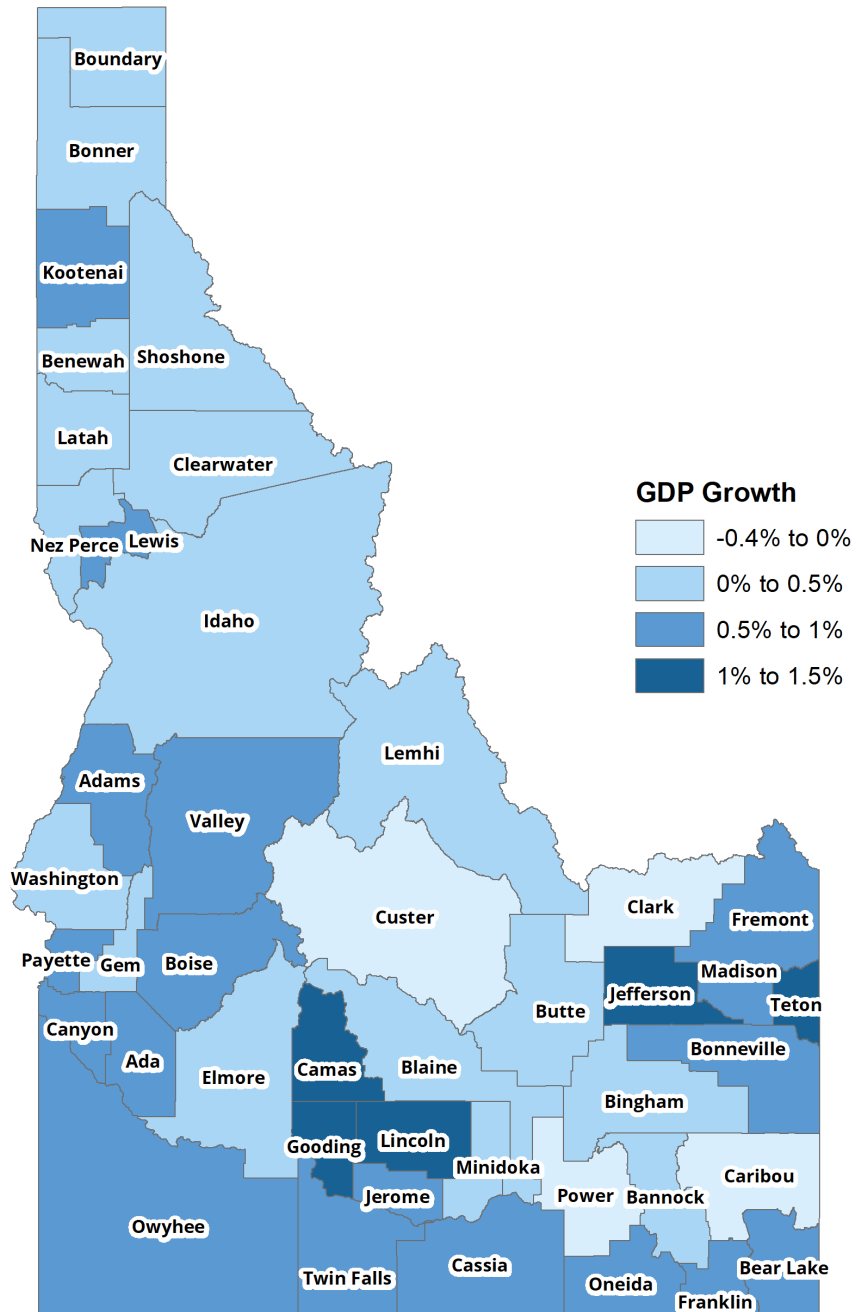 Boundary
Bonner
Kootenai
Benewah
Shoshone
Latah
Clearwater
GDP Growth
-0.4% to 0%
0% to 0.5%
0.5% to 1%
1% to 1.5%
Nez Perce
Lewis
Idaho
Lemhi
Adams
Valley
Washington
Custer
Clark
Fremont
Payette
Gem
Boise
Madison
Jefferson
Teton
Butte
Canyon
Ada
Bonneville
Elmore
Camas
Blaine
Bingham
Gooding
Lincoln
Minidoka
Jerome
Power
Bannock
Caribou
Owyhee
Twin Falls
Cassia
Oneida
Bear Lake
Franklin